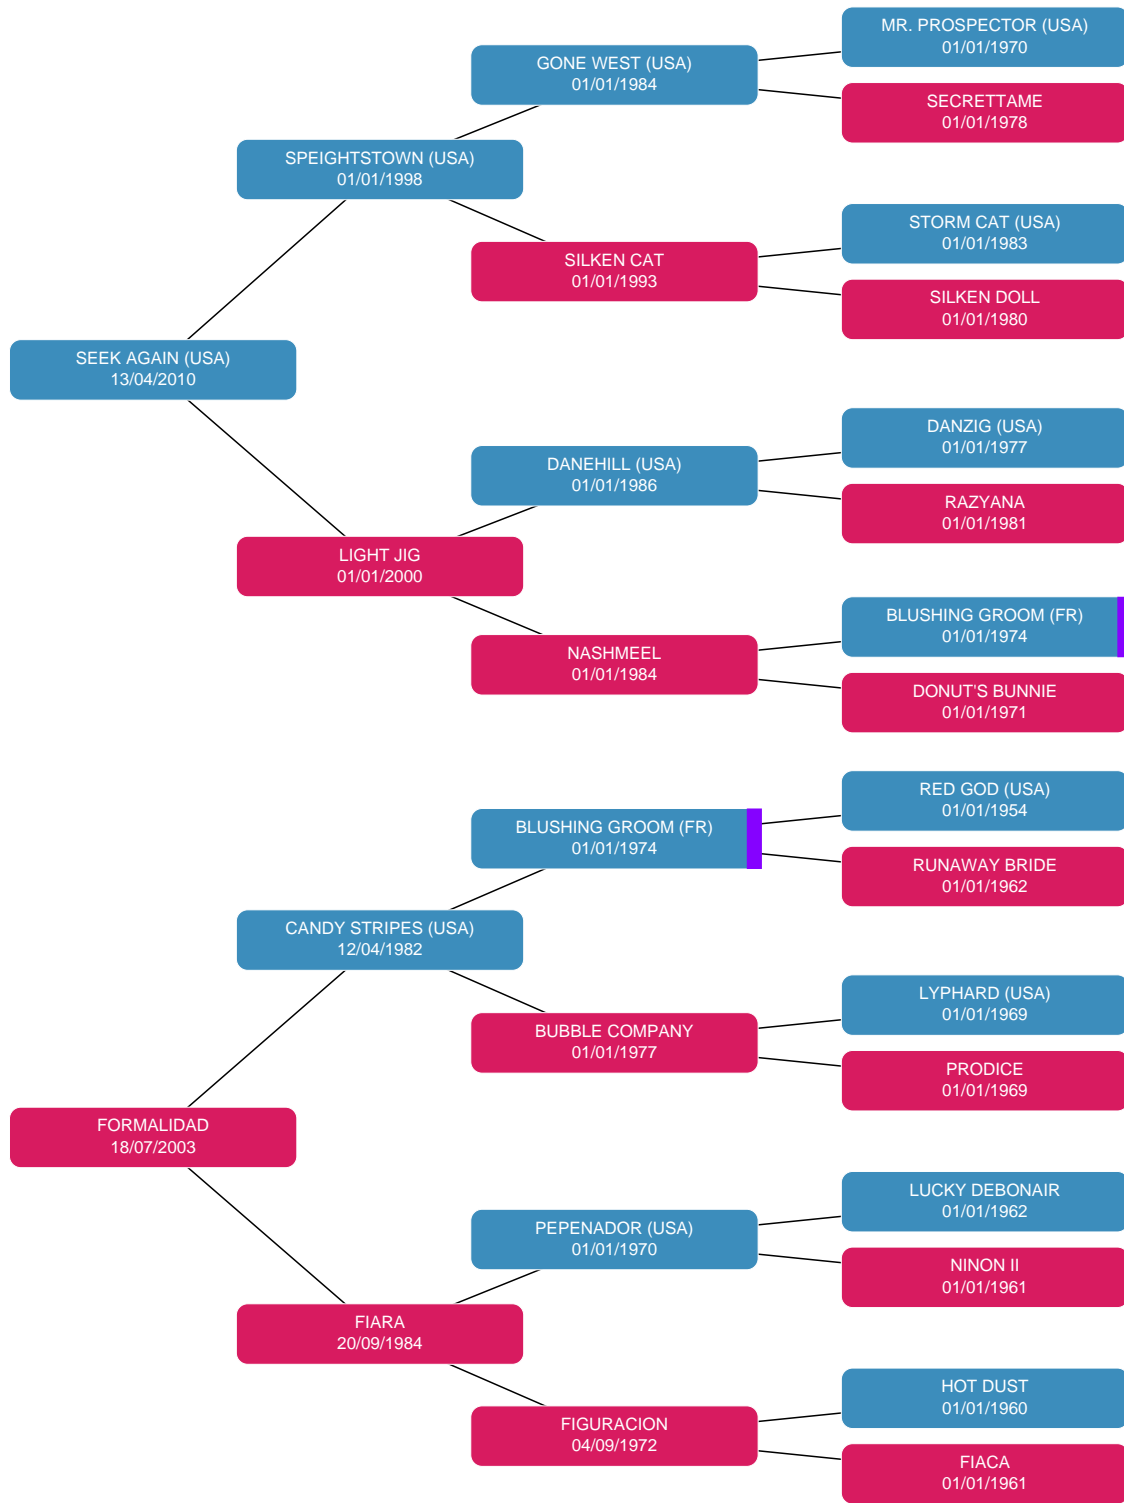 MR. PROSPECTOR (USA)
01/01/1970
GONE WEST (USA)
01/01/1984
SECRETTAME
01/01/1978
SPEIGHTSTOWN (USA)
01/01/1998
STORM CAT (USA)
01/01/1983
SILKEN CAT
01/01/1993
SILKEN DOLL
01/01/1980
SEEK AGAIN (USA)
13/04/2010
DANZIG (USA)
01/01/1977
DANEHILL (USA)
01/01/1986
RAZYANA
01/01/1981
LIGHT JIG
01/01/2000
BLUSHING GROOM (FR)
01/01/1974
NASHMEEL
01/01/1984
DONUT'S BUNNIE
01/01/1971
RED GOD (USA)
01/01/1954
BLUSHING GROOM (FR)
01/01/1974
RUNAWAY BRIDE
01/01/1962
CANDY STRIPES (USA)
12/04/1982
LYPHARD (USA)
01/01/1969
BUBBLE COMPANY
01/01/1977
PRODICE
01/01/1969
FORMALIDAD
18/07/2003
LUCKY DEBONAIR
01/01/1962
PEPENADOR (USA)
01/01/1970
NINON II
01/01/1961
FIARA
20/09/1984
HOT DUST
01/01/1960
FIGURACION
04/09/1972
FIACA
01/01/1961